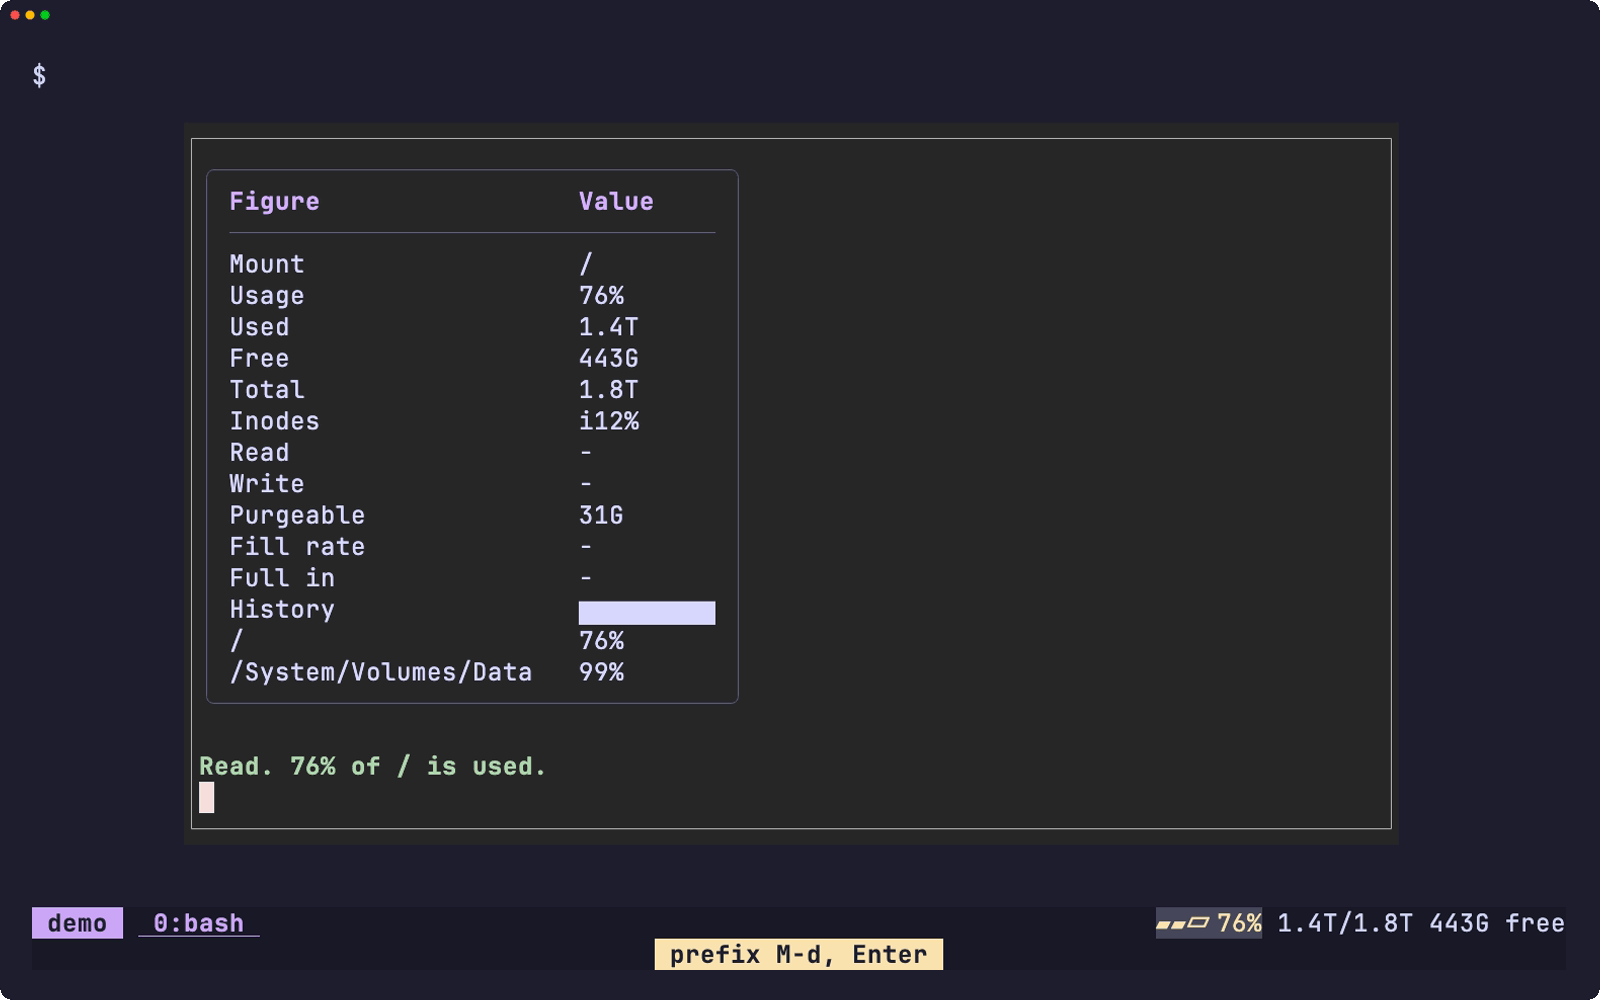 $
Figure Value
Mount /
Usage 76%
Used 1.4T
Free 443G
Total 1.8T
Inodes i12%
Read -
Write -
Purgeable 31G
Fill rate -
Full in -
History
/ 76%
/System/Volumes/Data 99%
Read. 76% of / is used.
demo 0:bash 76% 1.4T/1.8T 443G free
prefix M-d, Enter